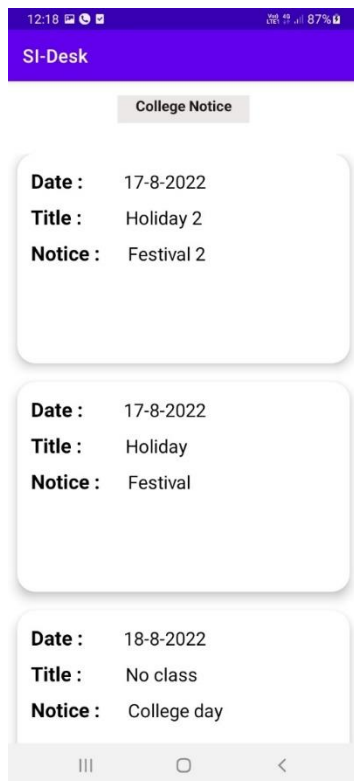 12:18 87%
SI-Desk
College Notice
Date : 17-8-2022
Title : Holiday 2
Notice : Festival 2
Date : 17-8-2022
Title : Holiday
Notice : Festival
Date : 18-8-2022
Title : No class
Notice : College day